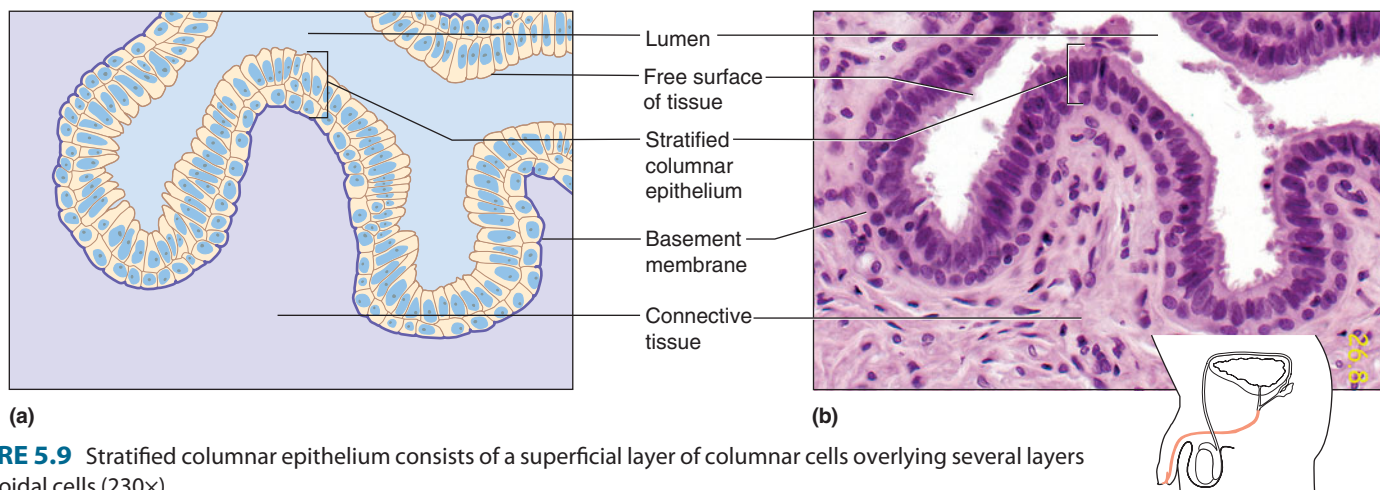 Lumen
Free surface
of tissue
Stratified
columnar
epithelium
Basement
membrane
Connective
tissue
26.8
(a)
(b)
RE 5.9 Stratified columnar epithelium consists of a superficial layer of columnar cells overlying several layers
oidal cells (230×)